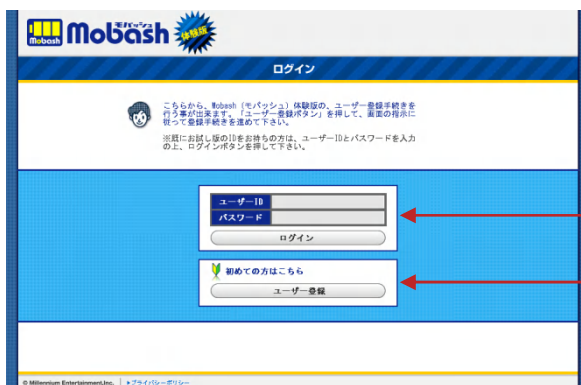 モバッシュ
Mobash Mobash 体験版
ログイン
こちらから、Mobash（モバッシュ）体験版の、ユーザー登録手続きを
行う事が出来ます。「ユーザー登録ボタン」を押して、画面の指示に
従って登録手続きを進めて下さい。
※既にお試し版のIDをお持ちの方は、ユーザーIDとパスワードを入力
の上、ログインボタンを押して下さい。
ユーザーID
パスワード
ログイン
初めての方はこちら
ユーザー登録
© Millennium Entertainment,Inc. ▶プライバシーポリシー